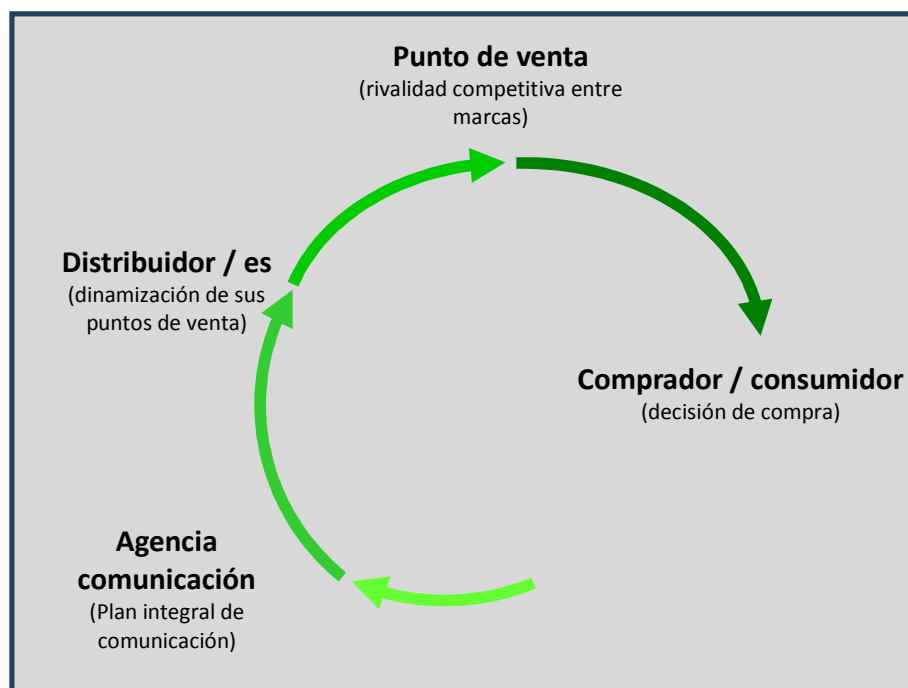 Punto de venta
(rivalidad competitiva entre
marcas)
Distribuidor / es
(dinamización de sus
puntos de venta)
Comprador / consumidor
(decisión de compra)
Agencia
comunicación
(Plan integral de
comunicación)